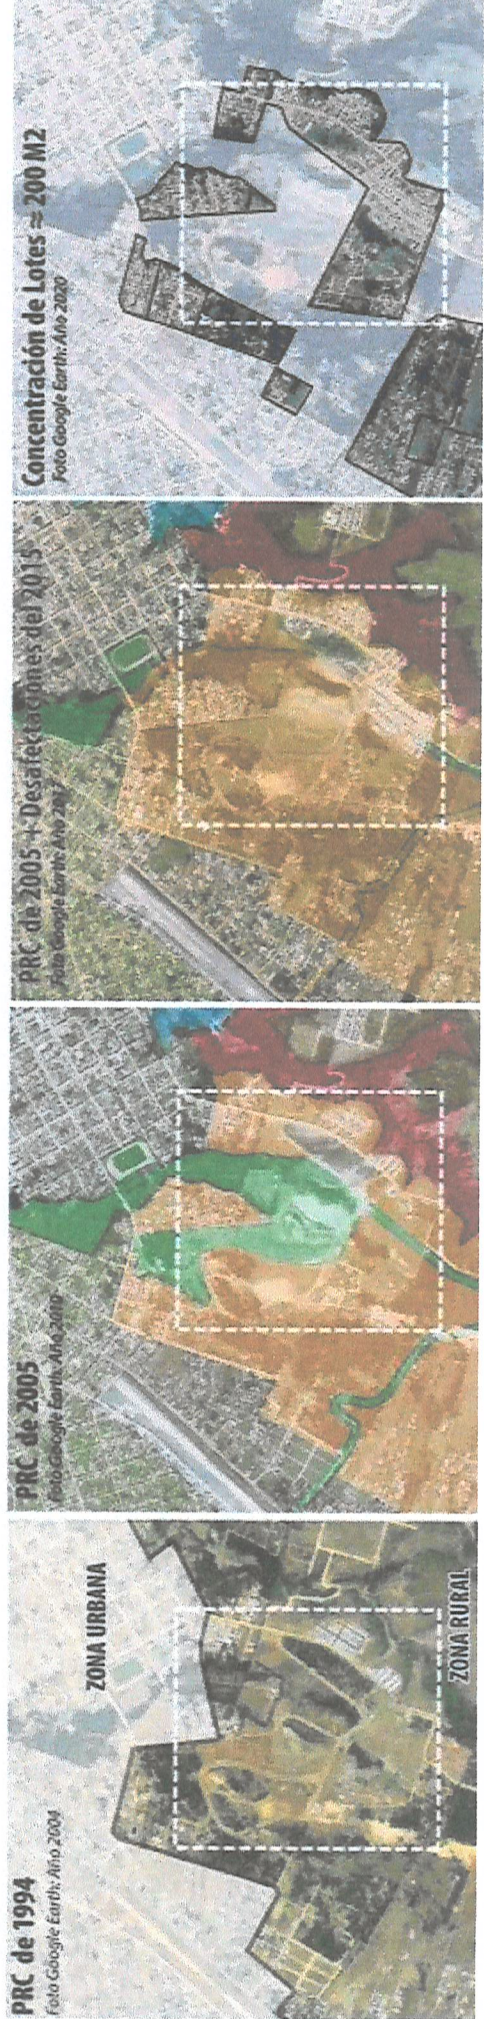 PRC de 1994
Foto Google Earth: Año 2004
ZONA URBANA
ZONA RURAL
PRC de 2005
Foto Google Earth: Año 2010
PRC de 2005 + Desafectaciones del 2015
Foto Google Earth: Año
Concentración de Lotes ≈ 200 M2
Foto Google Earth: Año 2020